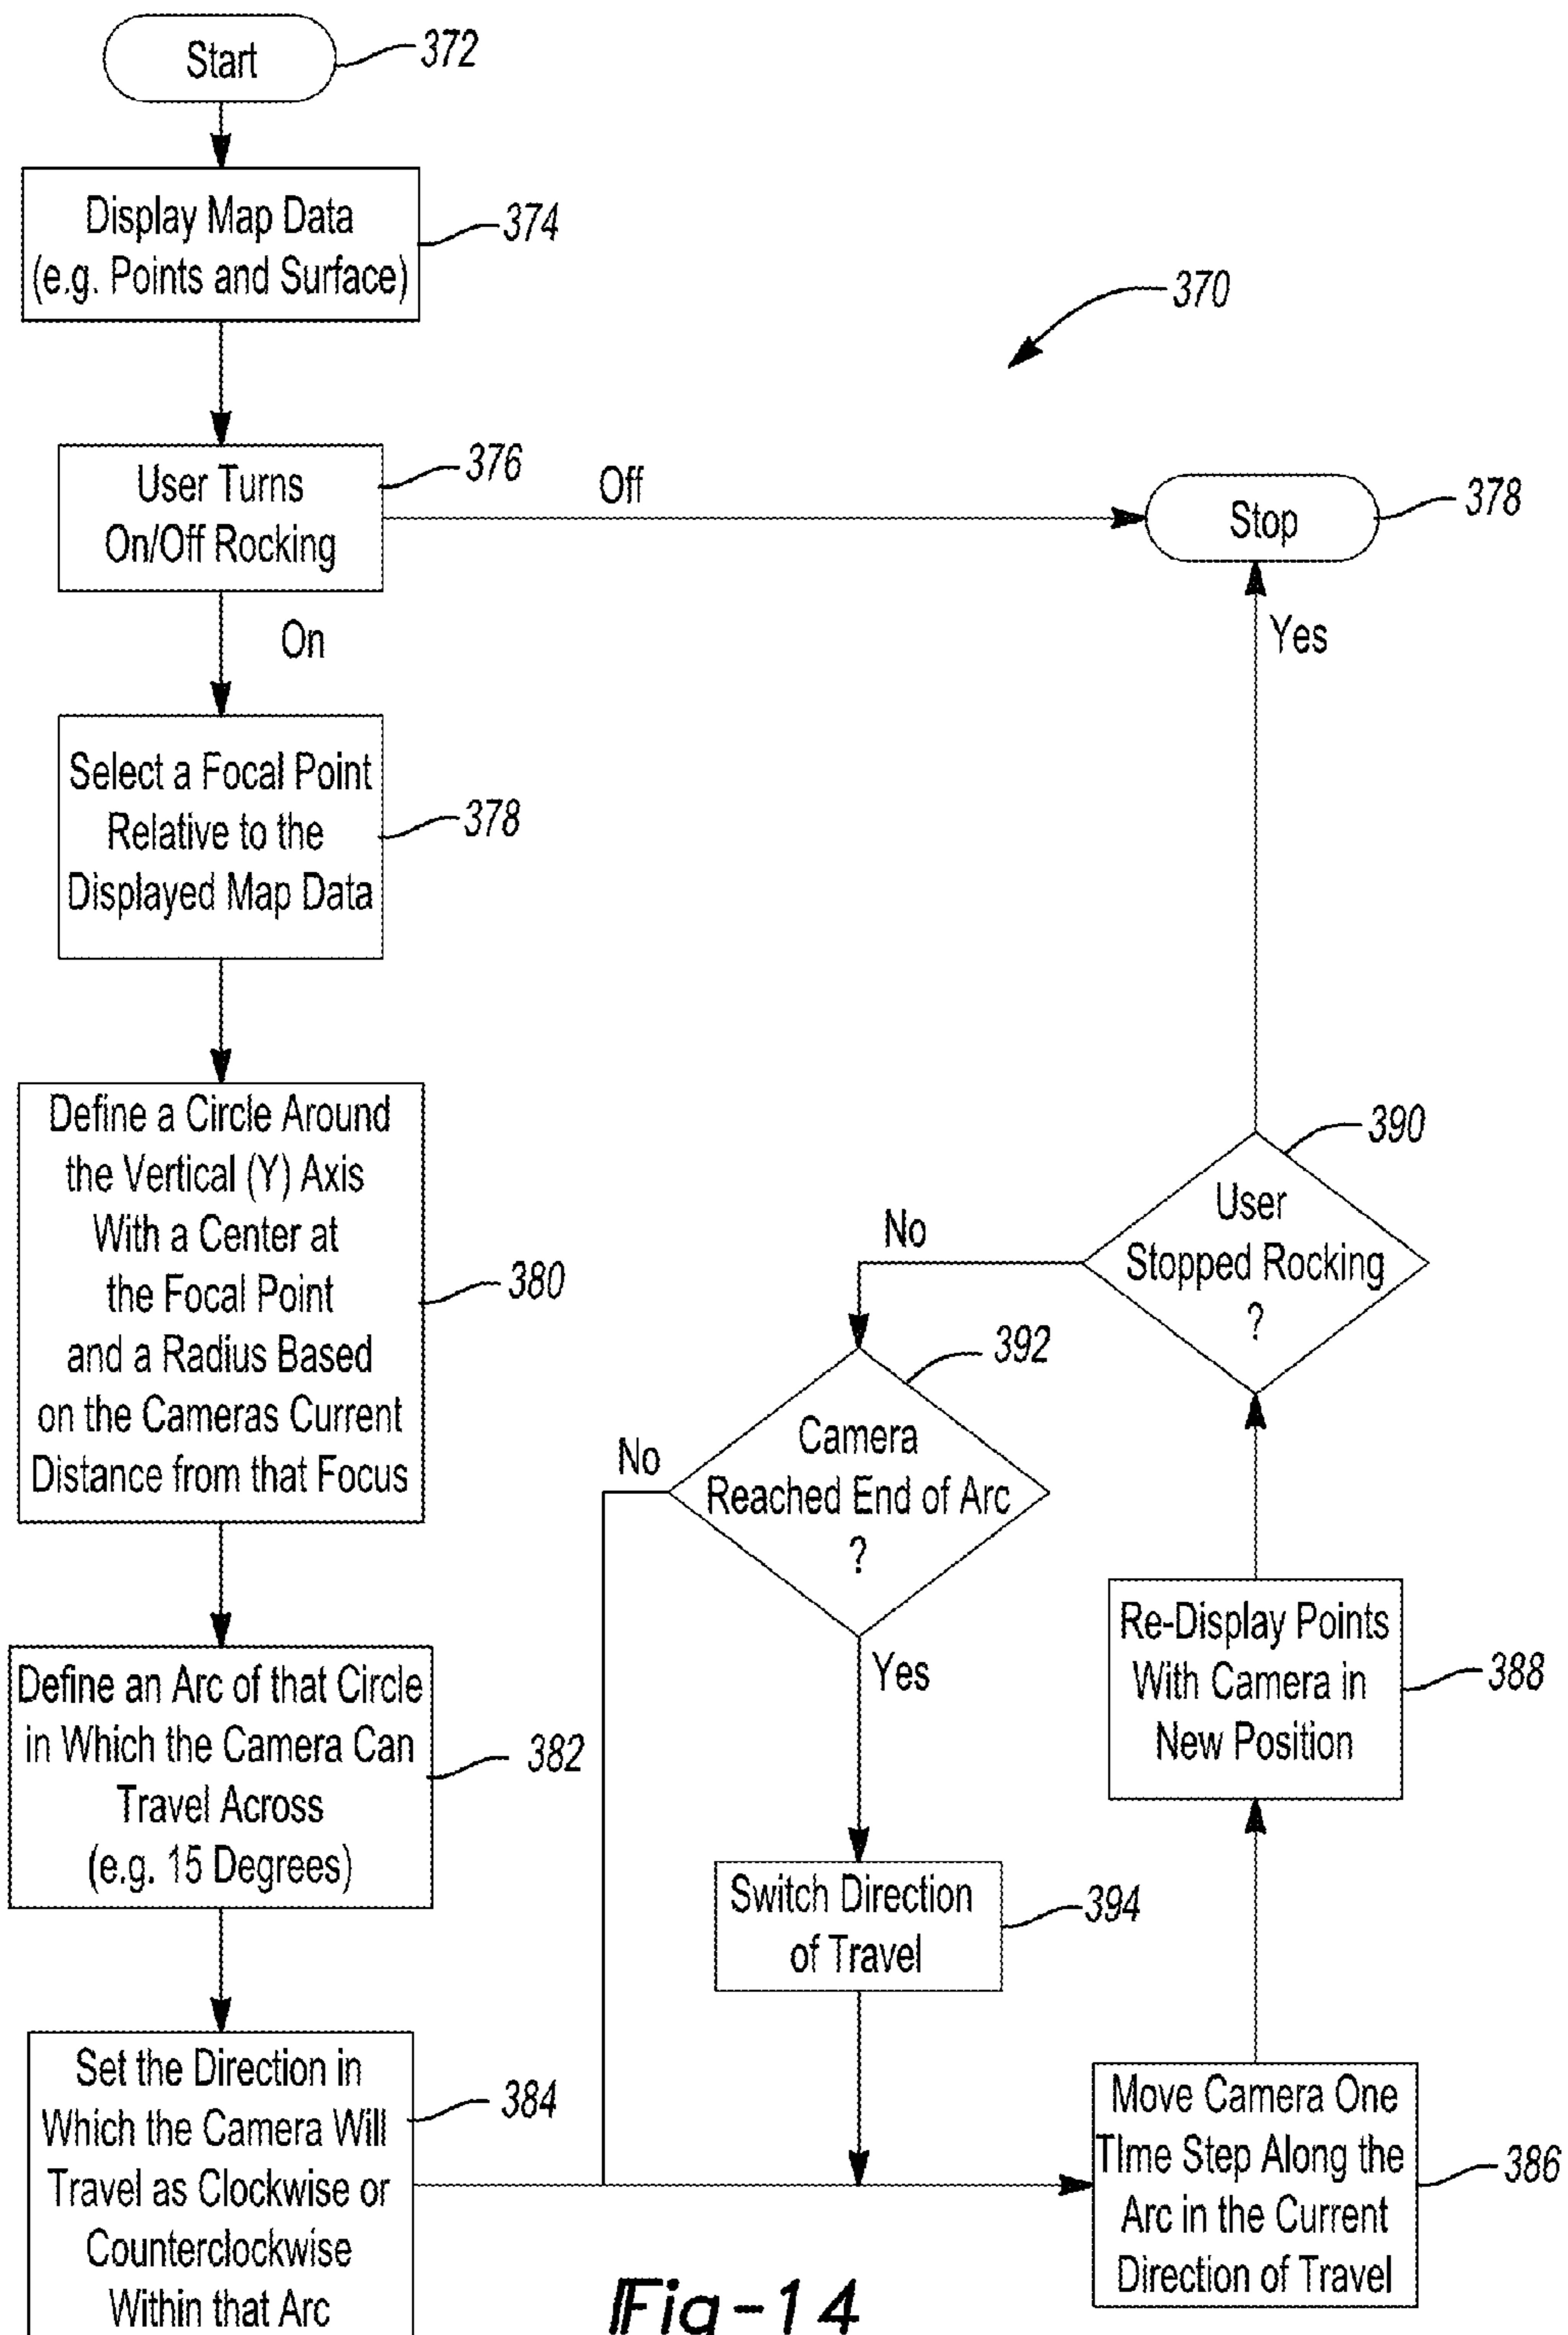 Start
372
Display Map Data
(e.g. Points and Surface)
374
370
User Turns
On/Off Rocking
376
Off
Stop
378
On
Yes
Select a Focal Point
Relative to the
Displayed Map Data
378
Define a Circle Around
the Vertical (Y) Axis
With a Center at
the Focal Point
and a Radius Based
on the Cameras Current
Distance from that Focus
380
User
Stopped Rocking
?
390
No
Camera
Reached End of Arc
?
392
No
Yes
Define an Arc of that Circle
in Which the Camera Can
Travel Across
(e.g. 15 Degrees)
382
Re-Display Points
With Camera in
New Position
388
Switch Direction
of Travel
394
Set the Direction in
Which the Camera Will
Travel as Clockwise or
Counterclockwise
Within that Arc
384
Move Camera One
TIme Step Along the
Arc in the Current
Direction of Travel
386
Fig-14